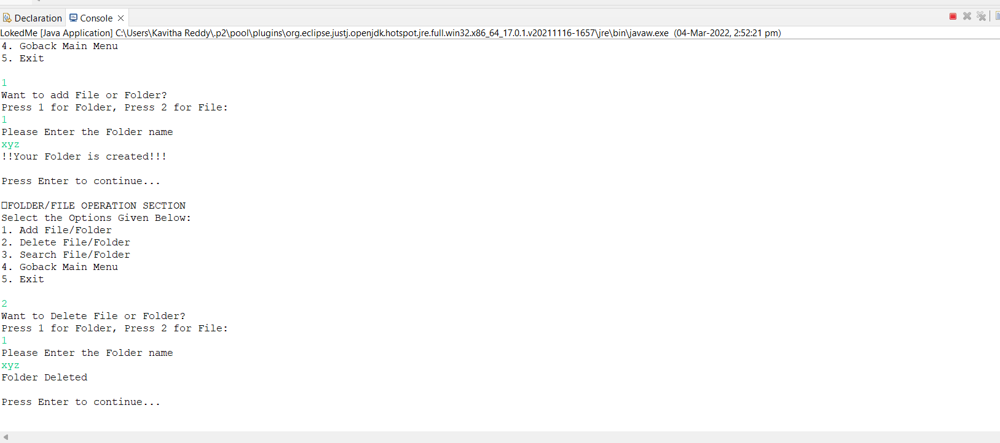 Declaration Console
LokedMe [Java Application] C:\Users\Kavitha Reddy\.p2\pool\plugins\org.eclipse.justj.openjdk.hotspot.jre.full.win32.x86_64_17.0.1.v20211116-1657\jre\bin\javaw.exe (04-Mar-2022, 2:52:21 pm)
4. Goback Main Menu
5. Exit
1
Want to add File or Folder?
Press 1 for Folder, Press 2 for File:
1
Please Enter the Folder name
xyz
!!Your Folder is created!!!
Press Enter to continue...
FOLDER/FILE OPERATION SECTION
Select the Options Given Below:
1. Add File/Folder
2. Delete File/Folder
3. Search File/Folder
4. Goback Main Menu
5. Exit
2
Want to Delete File or Folder?
Press 1 for Folder, Press 2 for File:
1
Please Enter the Folder name
xyz
Folder Deleted
Press Enter to continue...